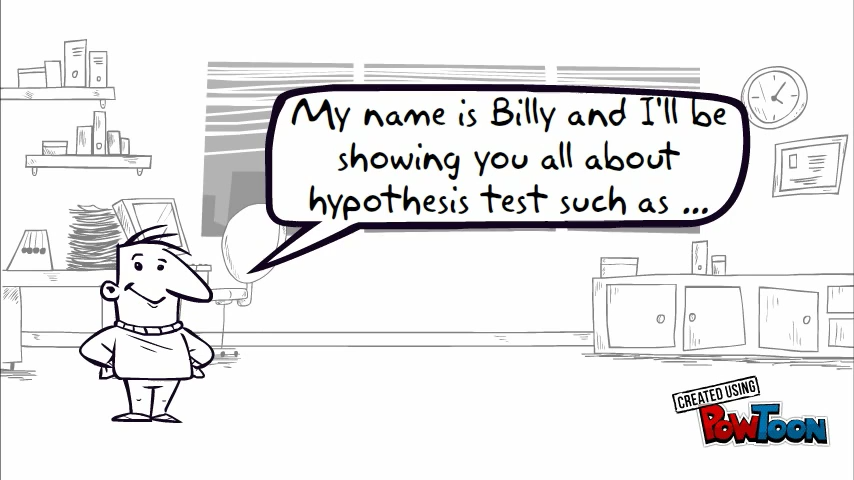 My name is Billy and I'll be
showing you all about
hypothesis test such as ...
CREATED USING
POWTOON